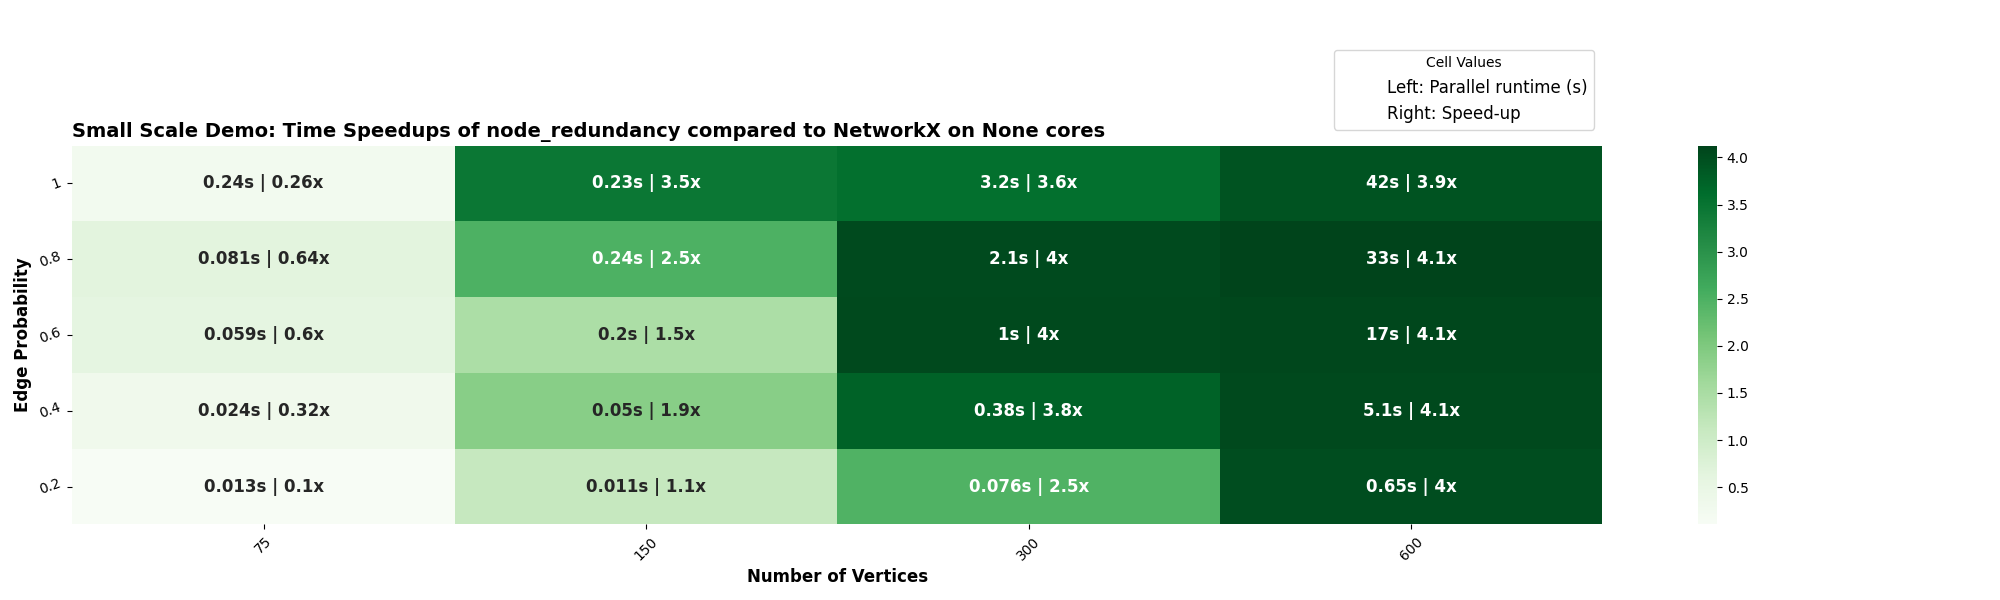 Cell Values
Left: Parallel runtime (s)
Right: Speed-up
Small Scale Demo: Time Speedups of node_redundancy compared to NetworkX on None cores
Edge Probability
1
0.24s | 0.26x
0.23s | 3.5x
3.2s | 3.6x
42s | 3.9x
0.8
0.081s | 0.64x
0.24s | 2.5x
2.1s | 4x
33s | 4.1x
0.6
0.059s | 0.6x
0.2s | 1.5x
1s | 4x
17s | 4.1x
0.4
0.024s | 0.32x
0.05s | 1.9x
0.38s | 3.8x
5.1s | 4.1x
0.2
0.013s | 0.1x
0.011s | 1.1x
0.076s | 2.5x
0.65s | 4x
75
150
300
600
Number of Vertices
4.0
3.5
3.0
2.5
2.0
1.5
1.0
0.5